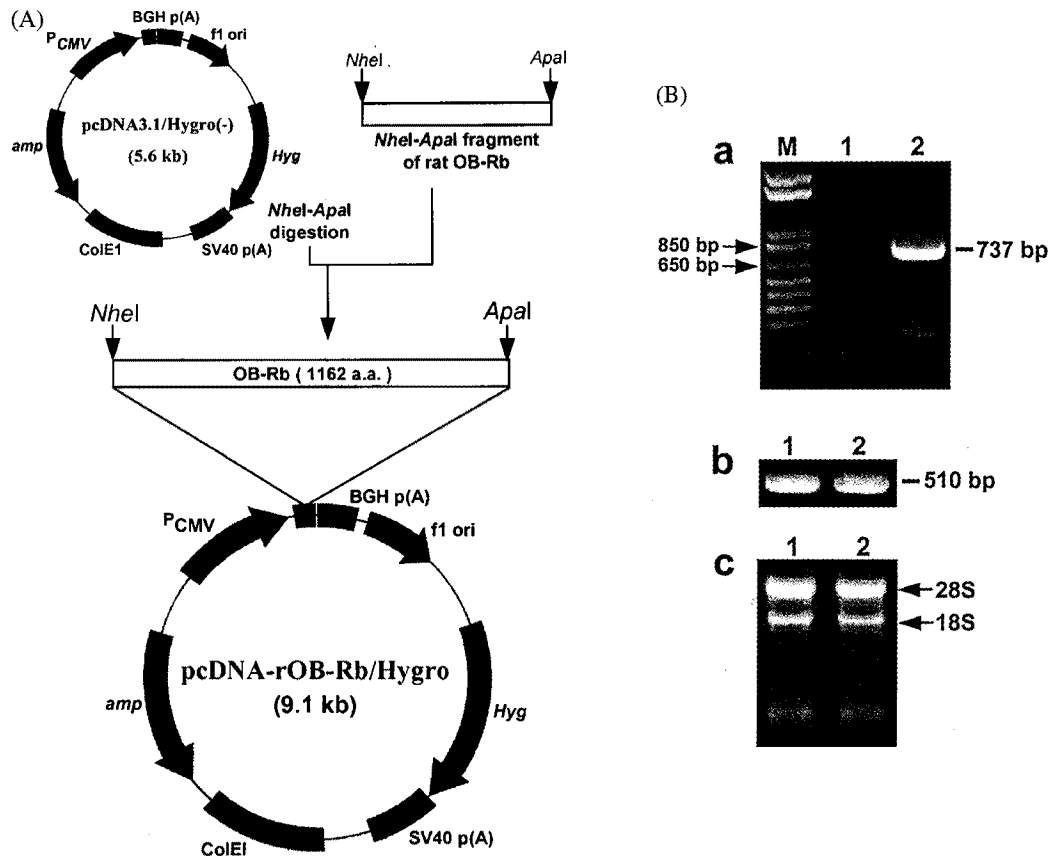 (A)
BGH p(A)
f1 ori
PCMV
pcDNA3.1/Hygro(-)
(5.6 kb)
amp
Hyg
ColE1
SV40 p(A)
NheI
ApaI
NheI-ApaI fragment
of rat OB-Rb
NheI-ApaI
digestion
NheI
ApaI
OB-Rb ( 1162 a.a. )
BGH p(A)
PCMV
f1 ori
pcDNA-rOB-Rb/Hygro
(9.1 kb)
amp
Hyg
ColEI
SV40 p(A)
(B)
a
M 1 2
850 bp
650 bp
737 bp
b
1 2
510 bp
c
1 2
28S
18S